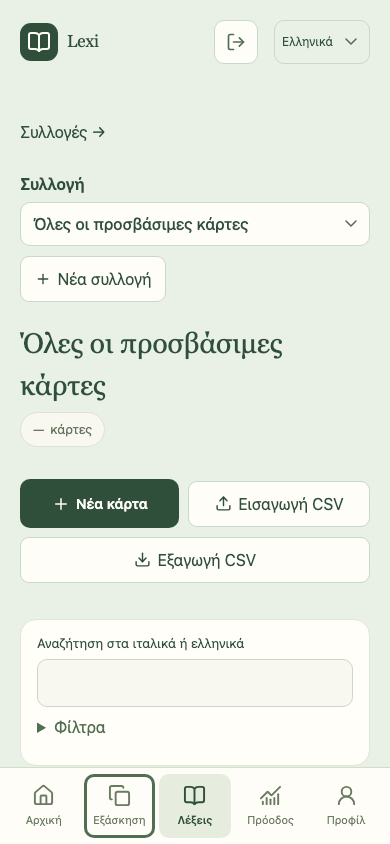 Lexi
Ελληνικά
Συλλογές →
Συλλογή
Όλες οι προσβάσιμες κάρτες
+ Νέα συλλογή
Όλες οι προσβάσιμες
κάρτες
— κάρτες
+ Νέα κάρτα
Εισαγωγή CSV
Εξαγωγή CSV
Αναζήτηση στα ιταλικά ή ελληνικά
Φίλτρα
Αρχική
Εξάσκηση
Λέξεις
Πρόοδος
Προφίλ